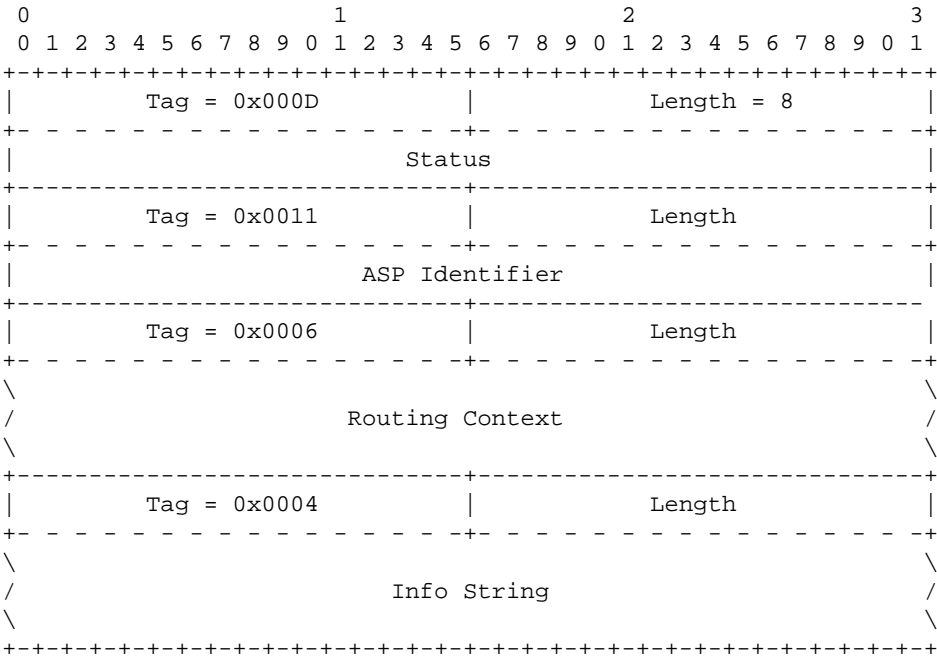 0                   1                   2                   3
 0 1 2 3 4 5 6 7 8 9 0 1 2 3 4 5 6 7 8 9 0 1 2 3 4 5 6 7 8 9 0 1
+-+-+-+-+-+-+-+-+-+-+-+-+-+-+-+-+-+-+-+-+-+-+-+-+-+-+-+-+-+-+-+-+
|         Tag = 0x000D          |            Length = 8         |
+- - - - - - - - - - - - - - - -+- - - - - - - - - - - - - - - -+
|                           Status                              |
+-------------------------------+-------------------------------+
|         Tag = 0x0011          |            Length             |
+- - - - - - - - - - - - - - - -+- - - - - - - - - - - - - - - -+
|                        ASP Identifier                         |
+-------------------------------+-------------------------------
|         Tag = 0x0006          |            Length             |
+- - - - - - - - - - - - - - - -+- - - - - - - - - - - - - - - -+
\                                                               \
/                       Routing Context                         /
\                                                               \
+-------------------------------+-------------------------------+
|         Tag = 0x0004          |            Length             |
+- - - - - - - - - - - - - - - -+- - - - - - - - - - - - - - - -+
\                                                               \
/                          Info String                          /
\                                                               \
+-+-+-+-+-+-+-+-+-+-+-+-+-+-+-+-+-+-+-+-+-+-+-+-+-+-+-+-+-+-+-+-+